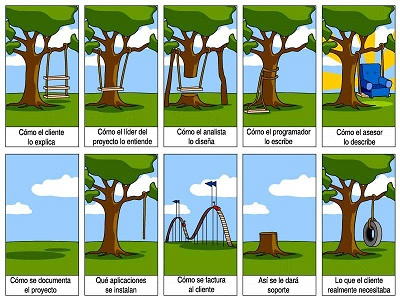 Cómo el cliente
lo explica
Cómo el líder del
proyecto lo entiende
Cómo el analista
lo diseña
Cómo el programador
lo escribe
Cómo el asesor
lo describe
Cómo se documenta
el proyecto
Qué aplicaciones
se instalan
Cómo se factura
al cliente
Así se le dará
soporte
Lo que el cliente
realmente necesitaba